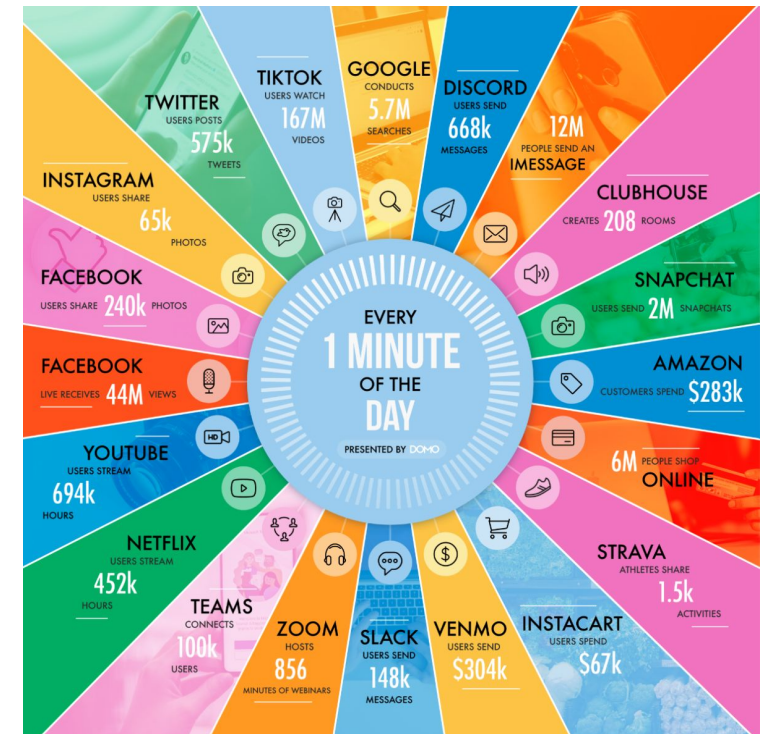 EVERY
1 MINUTE
OF THE
DAY
PRESENTED BY DOMO
GOOGLE
CONDUCTS
5.7M
SEARCHES
DISCORD
USERS SEND
668k
MESSAGES
12M
PEOPLE SEND AN
IMESSAGE
CLUBHOUSE
CREATES 208 ROOMS
SNAPCHAT
USERS SEND 2M SNAPCHATS
AMAZON
CUSTOMERS SPEND $283k
6M PEOPLE SHOP
ONLINE
STRAVA
ATHLETES SHARE
1.5k
ACTIVITIES
INSTACART
USERS SPEND
$67k
VENMO
USERS SEND
$304k
SLACK
USERS SEND
148k
MESSAGES
ZOOM
HOSTS
856
MINUTES OF WEBINARS
TEAMS
CONNECTS
100k
USERS
NETFLIX
USERS STREAM
452k
HOURS
YOUTUBE
USERS STREAM
694k
HOURS
FACEBOOK
LIVE RECEIVES 44M VIEWS
FACEBOOK
USERS SHARE 240k PHOTOS
INSTAGRAM
USERS SHARE
65k
PHOTOS
TWITTER
USERS POSTS
575k
TWEETS
TIKTOK
USERS WATCH
167M
VIDEOS
HD
$